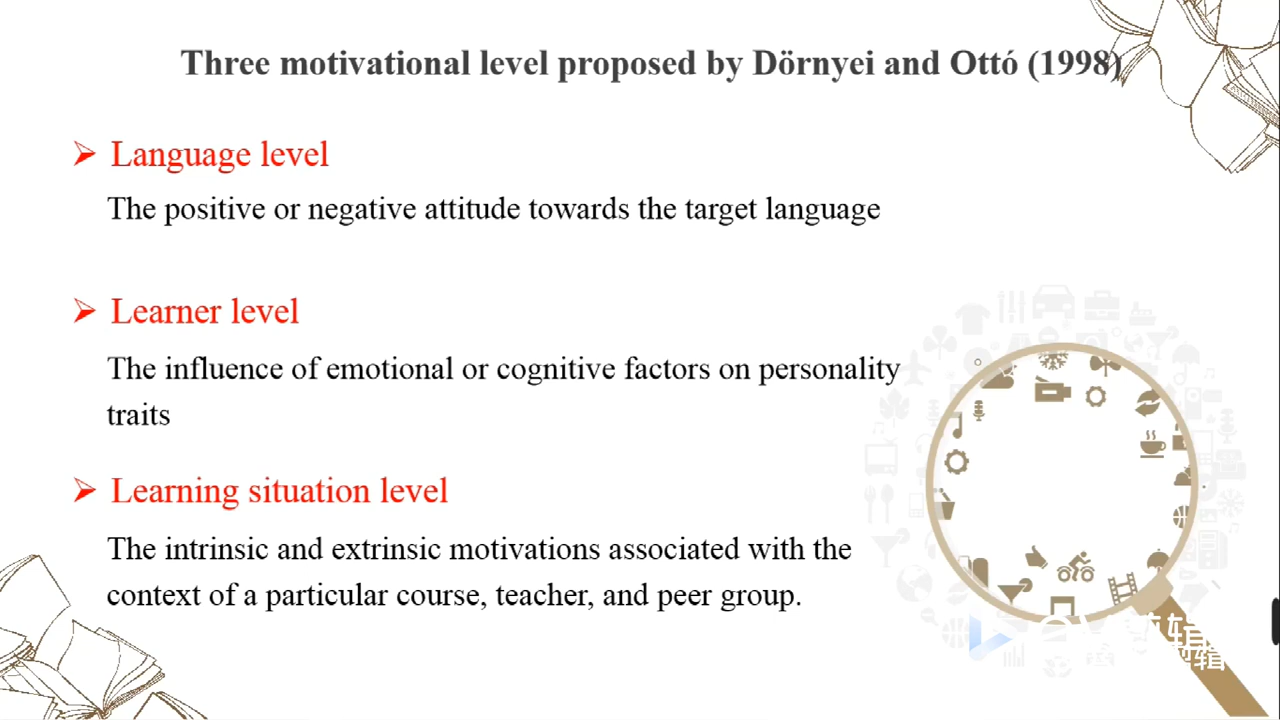 Three motivational level proposed by Dörnyei and Ottó (1998)
Language level
The positive or negative attitude towards the target language
Learner level
The influence of emotional or cognitive factors on personality
traits
Learning situation level
The intrinsic and extrinsic motivations associated with the
context of a particular course, teacher, and peer group.